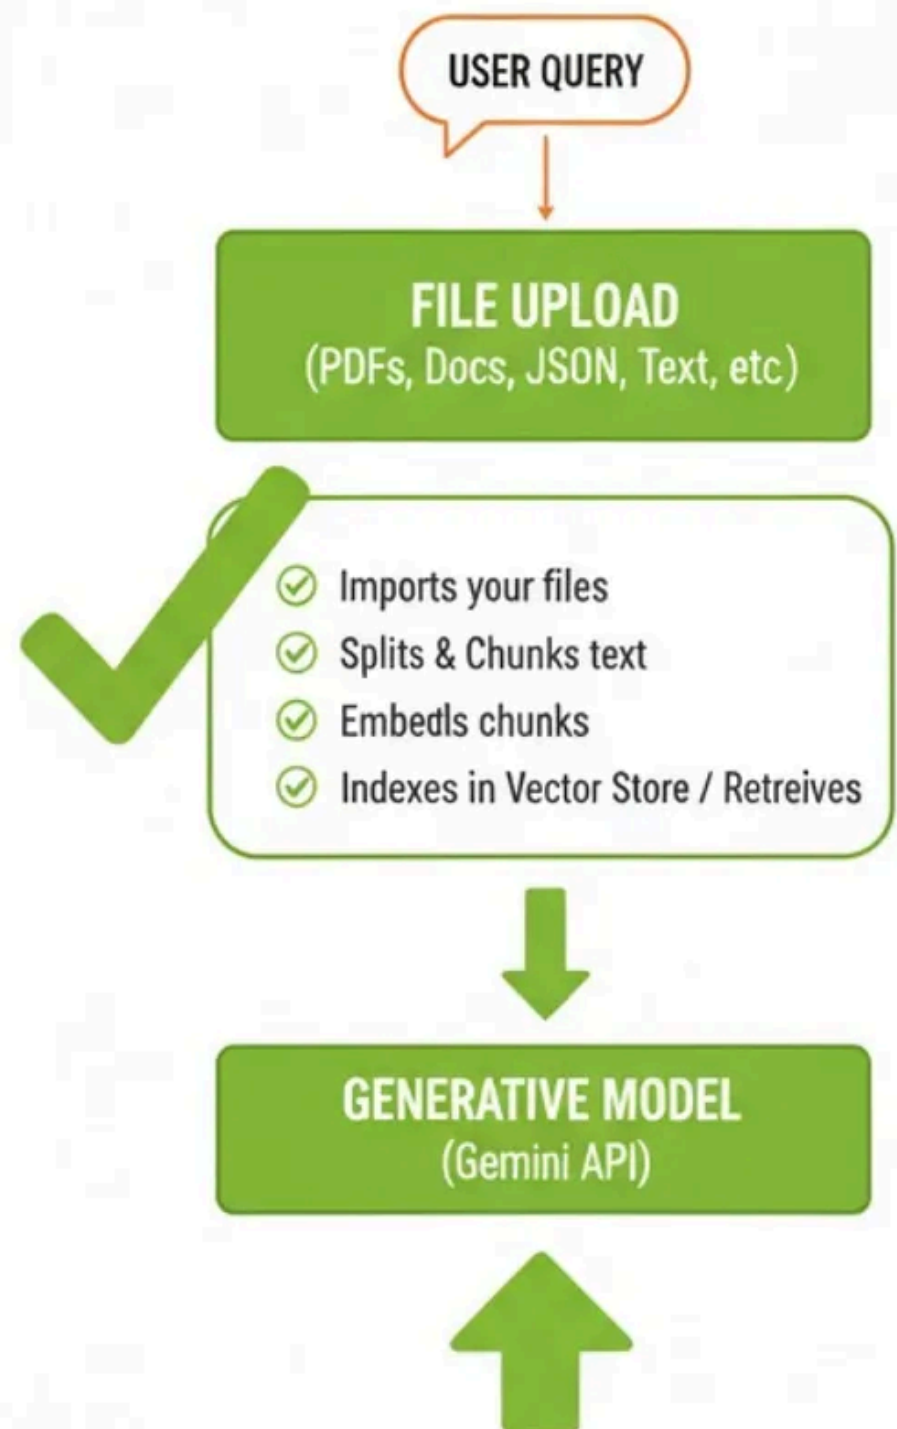 USER QUERY
FILE UPLOAD
(PDFs, Docs, JSON, Text, etc)
Imports your files
Splits & Chunks text
Embedls chunks
Indexes in Vector Store / Retreives
GENERATIVE MODEL
(Gemini API)